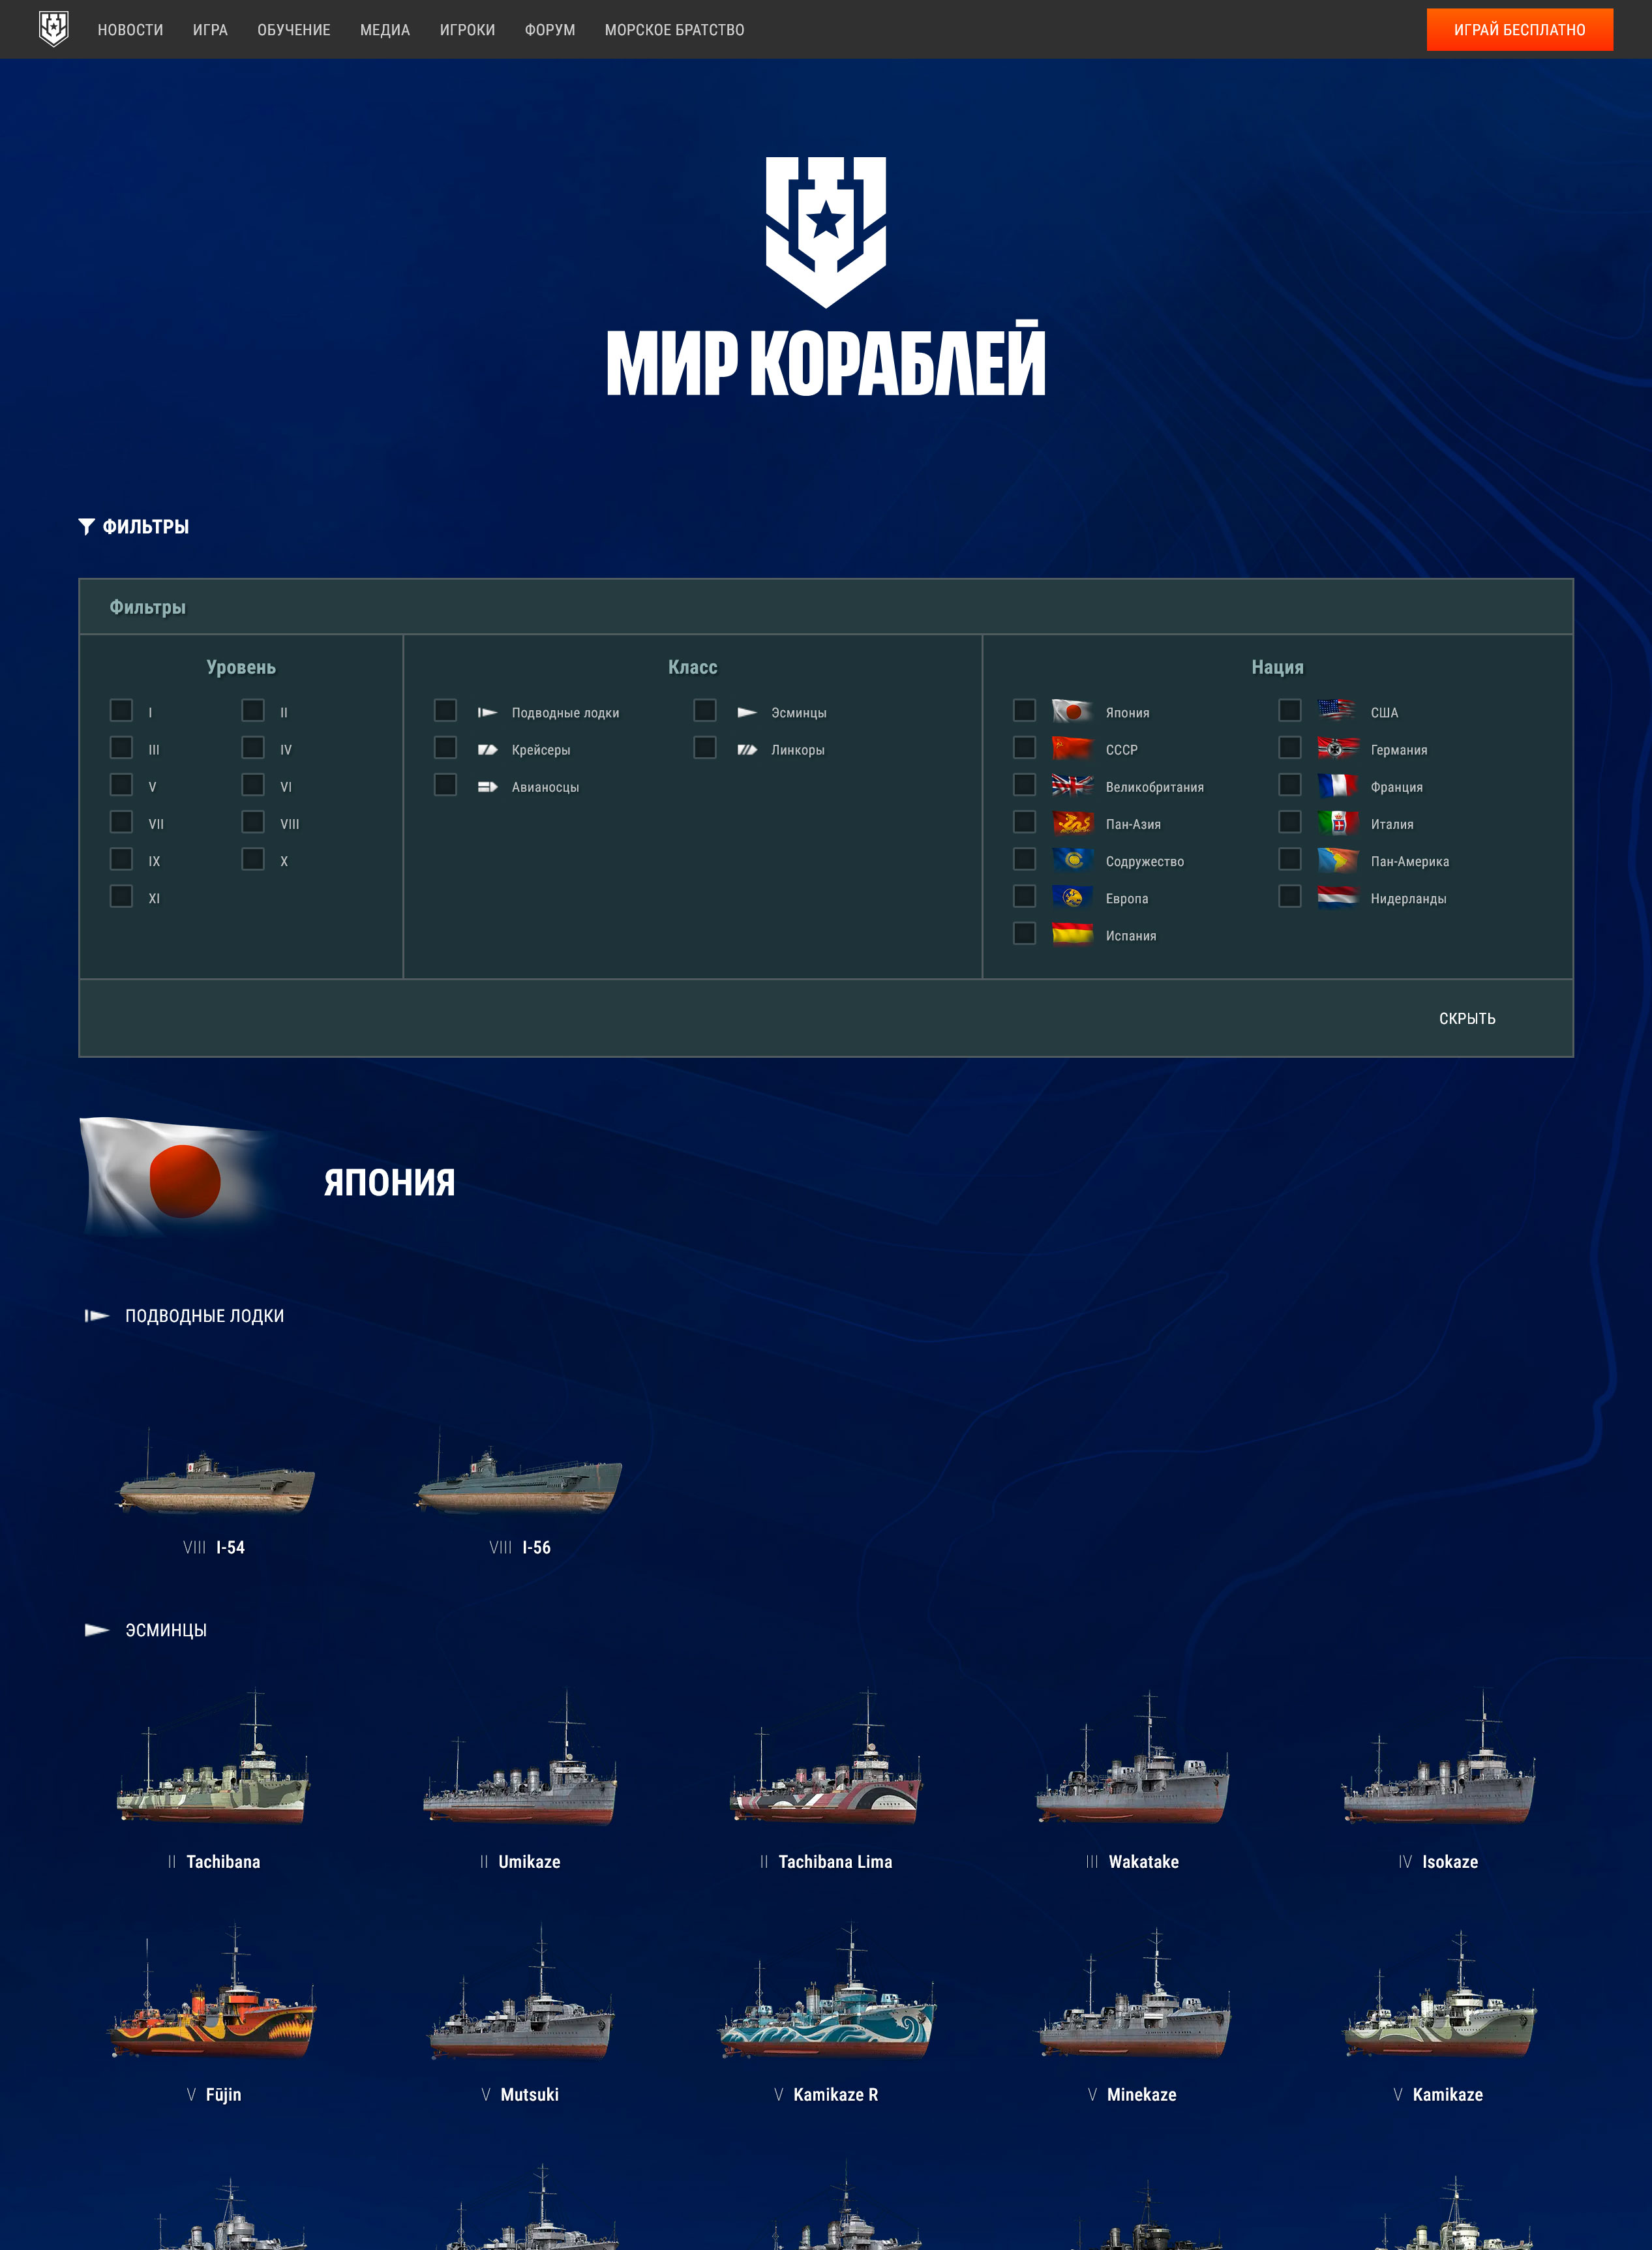 НОВОСТИ ИГРА ОБУЧЕНИЕ МЕДИА ИГРОКИ ФОРУМ МОРСКОЕ БРАТСТВО ИГРАЙ БЕСПЛАТНО
МИР КОРАБЛЕЙ
ФИЛЬТРЫ
Фильтры
Уровень Класс Нация
I II Подводные лодки Эсминцы Япония США
III IV Крейсеры Линкоры СССР Германия
V VI Авианосцы Великобритания Франция
VII VIII Пан-Азия Италия
IX X Содружество Пан-Америка
XI Европа Нидерланды
Испания
СКРЫТЬ
ЯПОНИЯ
ПОДВОДНЫЕ ЛОДКИ
VIII I-54 VIII I-56
ЭСМИНЦЫ
II Tachibana II Umikaze II Tachibana Lima III Wakatake IV Isokaze
V Fūjin V Mutsuki V Kamikaze R V Minekaze V Kamikaze